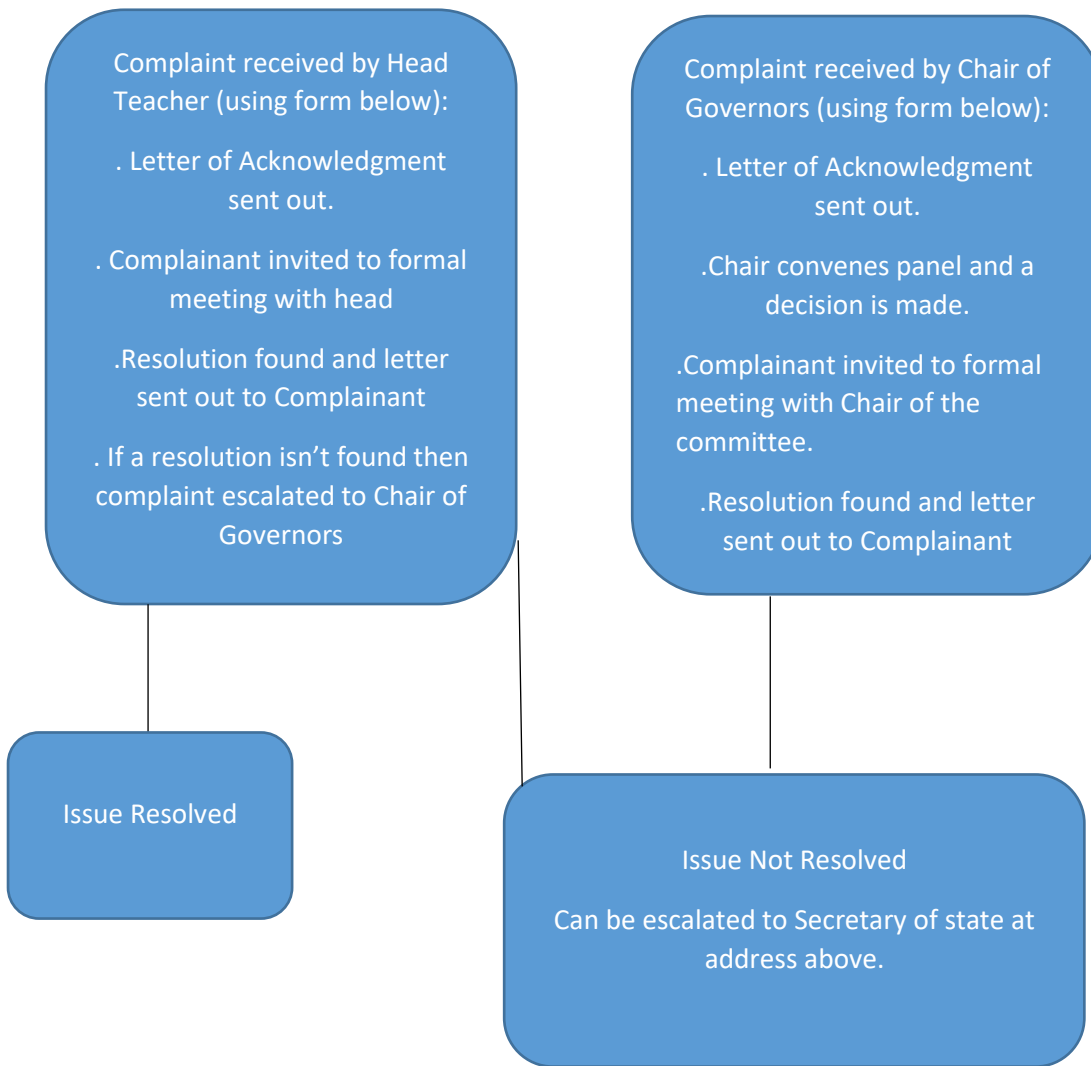 Complaint received by Head
Teacher (using form below):
. Letter of Acknowledgment
sent out.
. Complainant invited to formal
meeting with head
.Resolution found and letter
sent out to Complainant
. If a resolution isn’t found then
complaint escalated to Chair of
Governors
Complaint received by Chair of
Governors (using form below):
. Letter of Acknowledgment
sent out.
.Chair convenes panel and a
decision is made.
.Complainant invited to formal
meeting with Chair of the
committee.
.Resolution found and letter
sent out to Complainant
Issue Resolved
Issue Not Resolved
Can be escalated to Secretary of state at
address above.